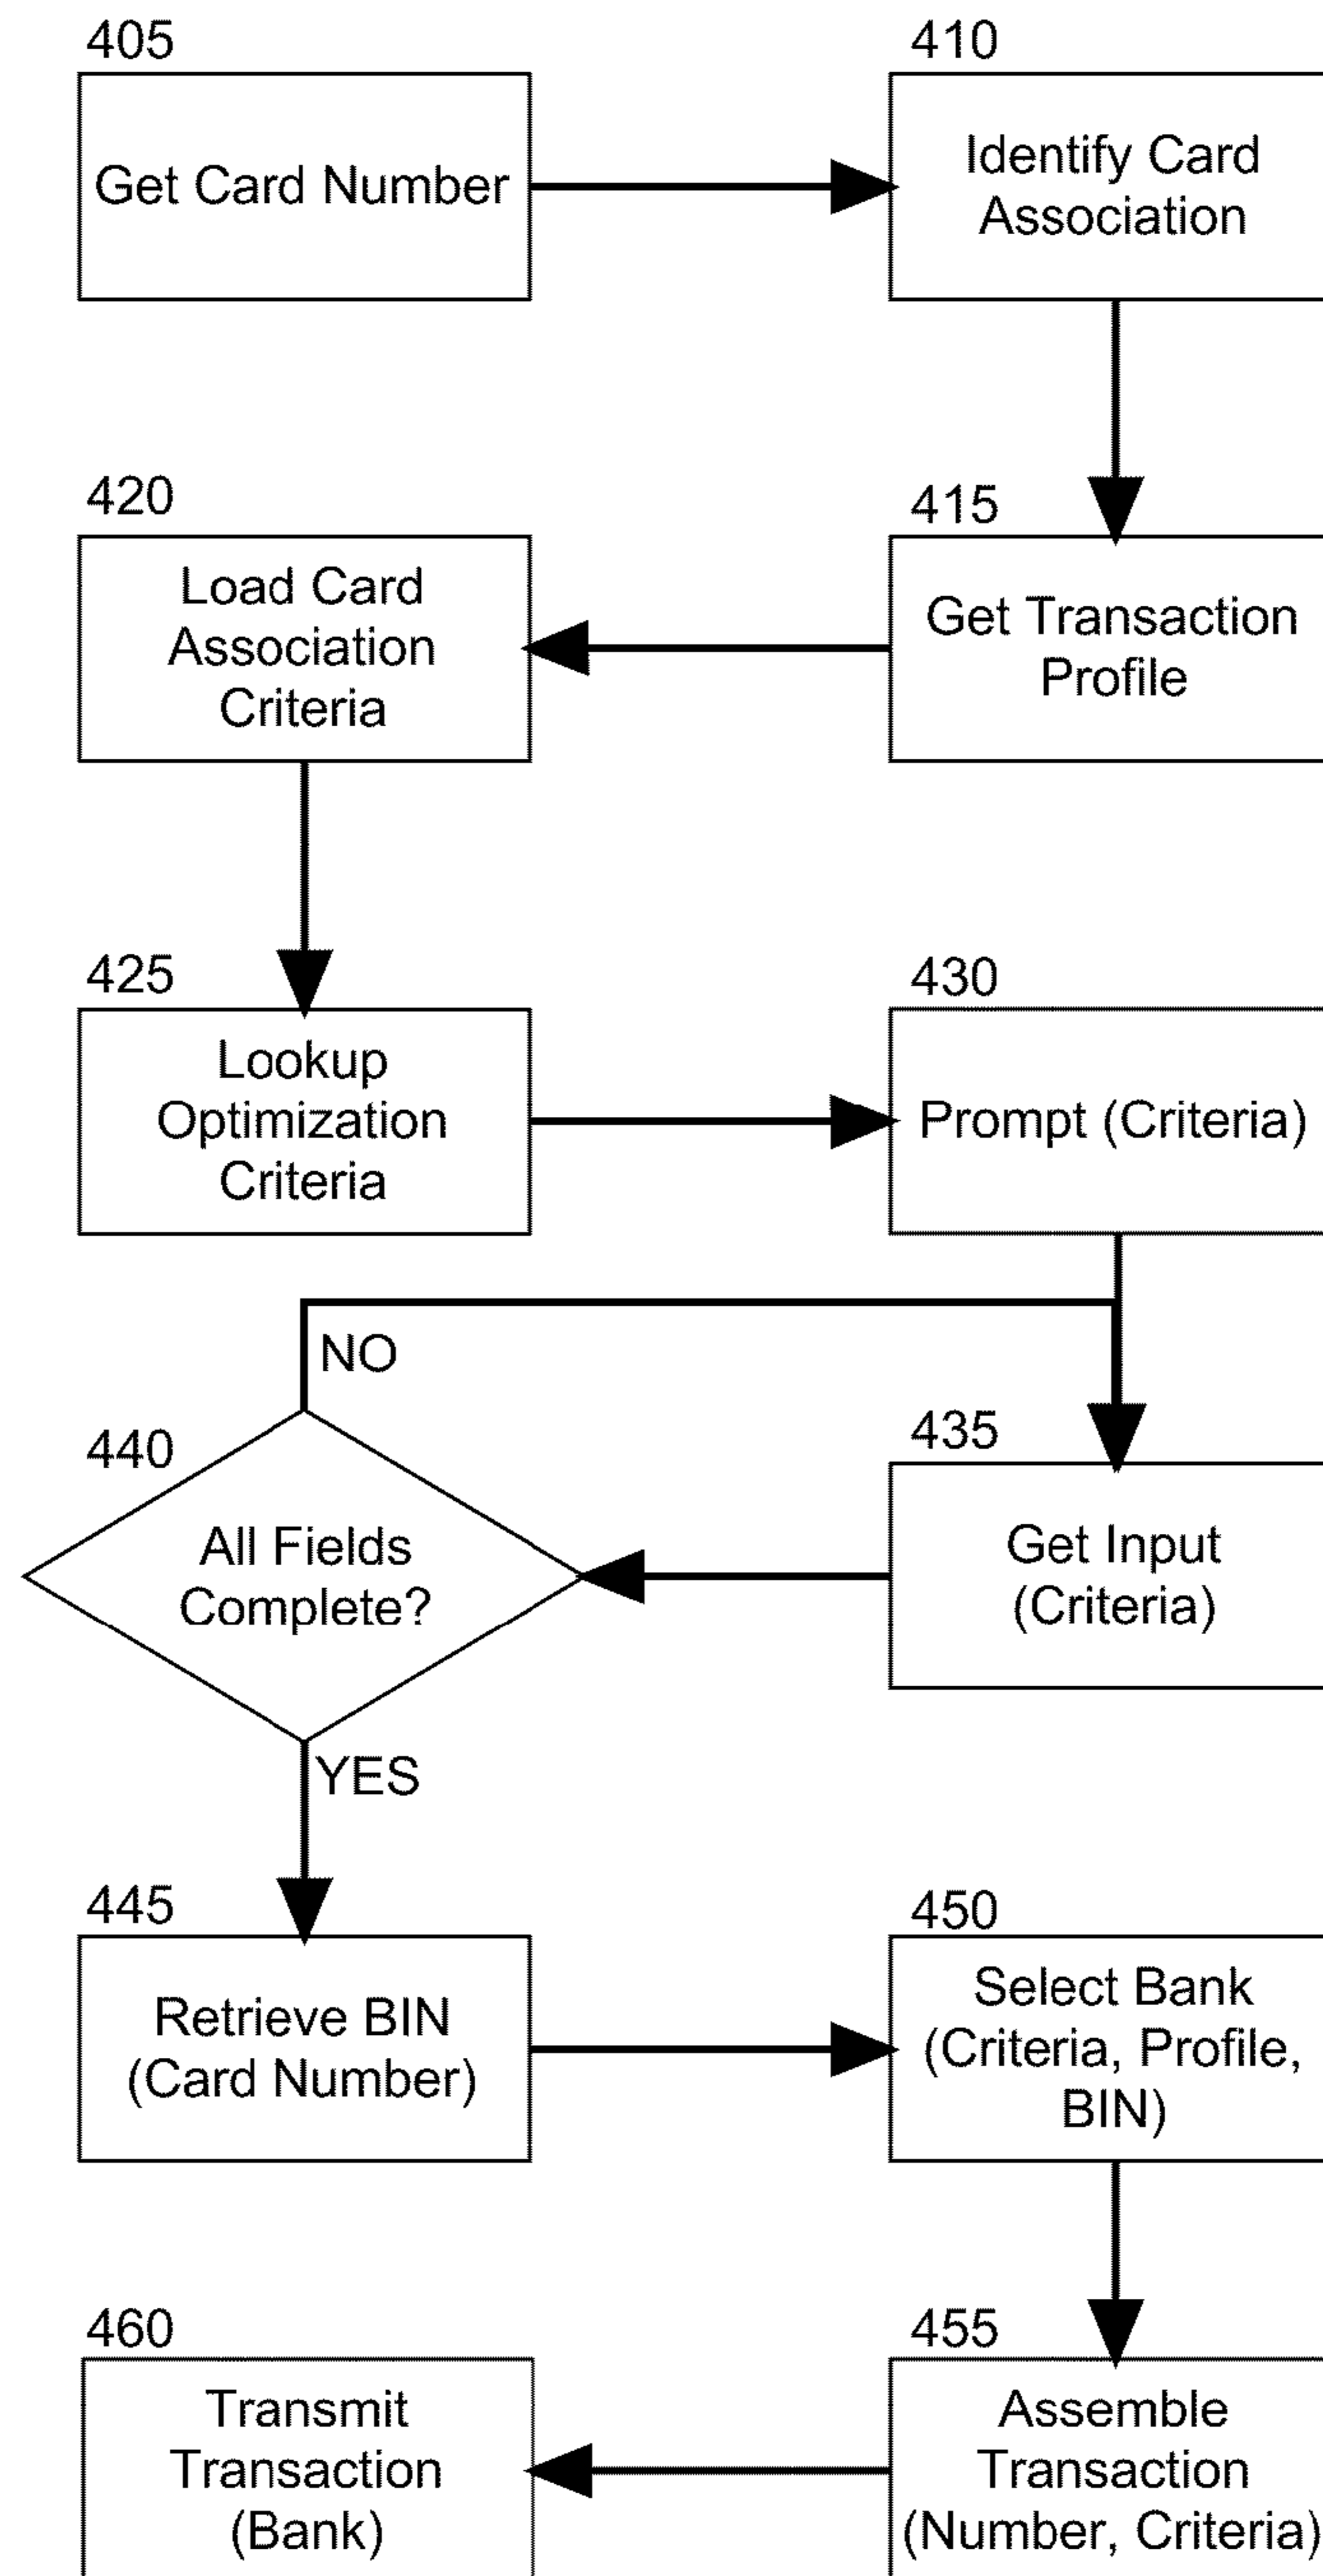 405
Get Card Number
410
Identify Card
Association
420
Load Card
Association
Criteria
415
Get Transaction
Profile
425
Lookup
Optimization
Criteria
430
Prompt (Criteria)
NO
440
All Fields
Complete?
435
Get Input
(Criteria)
YES
445
Retrieve BIN
(Card Number)
450
Select Bank
(Criteria, Profile,
BIN)
460
Transmit
Transaction
(Bank)
455
Assemble
Transaction
(Number, Criteria)